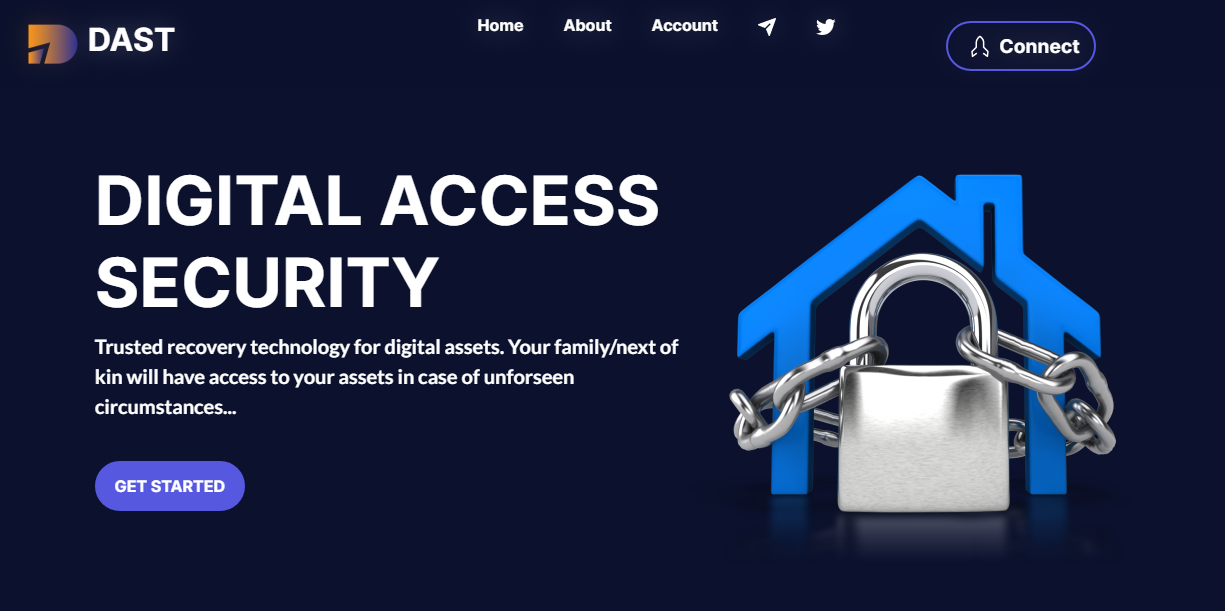 DAST
Home
About
Account
Connect
DIGITAL ACCESS
SECURITY
Trusted recovery technology for digital assets. Your family/next of
kin will have access to your assets in case of unforseen
circumstances...
GET STARTED